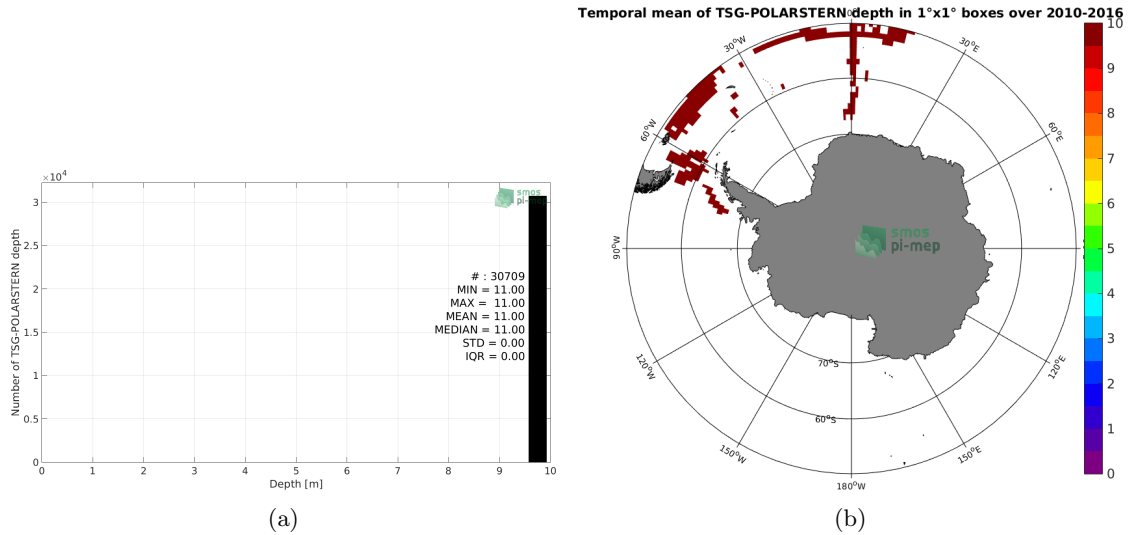 ×10⁴
3
2.5
2
1.5
1
0.5
0
Number of TSG-POLARSTERN depth
smos
pi-mep
# : 30709
MIN = 11.00
MAX = 11.00
MEAN = 11.00
MEDIAN = 11.00
STD = 0.00
IQR = 0.00
0 1 2 3 4 5 6 7 8 9 10
Depth [m]
(a)
Temporal mean of TSG-POLARSTERN depth in 1°x1° boxes over 2010-2016
30°W
30°E
60°W
60°E
90°W
120°W
120°E
150°W
150°E
180°W
70°S
60°S
smos
pi-mep
10
9
8
7
6
5
4
3
2
1
0
(b)